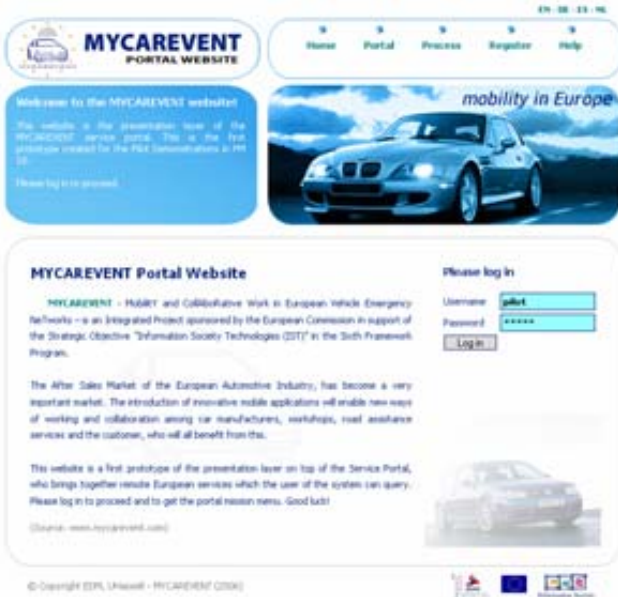 EN - DE - ES - NL
MYCAREVENT
PORTAL WEBSITE
Home Portal Process Register Help
Welcome to the MYCAREVENT website!
This website is the presentation layer of the
MYCAREVENT service portal. This is the first
prototype created for the Pilot Demonstrations in PM
Please log in to proceed.
mobility in Europe
MYCAREVENT Portal Website
MYCAREVENT - MobilitY and CollAboRative Work in European Vehicle Emergency
NeTworks – is an Integrated Project sponsored by the European Commission in support of
the Strategic Objective "Information Society Technologies (IST)" in the Sixth Framework
Program.
The After Sales Market of the European Automotive Industry, has become a very
important market. The introduction of innovative mobile applications will enable new ways
of working and collaboration among car manufacturers, workshops, road assistance
services and the customer, who will all benefit from this.
This website is a first prototype of the presentation layer on top of the Service Portal,
who brings together remote European services which the user of the system can query.
Please log in to proceed and to get the portal mission menu. Good luck!
(Source: www.mycarevent.com)
Please log in
Username pilot
Password *****
Log in
© Copyright EDM, UHasselt - MYCAREVENT (2006)